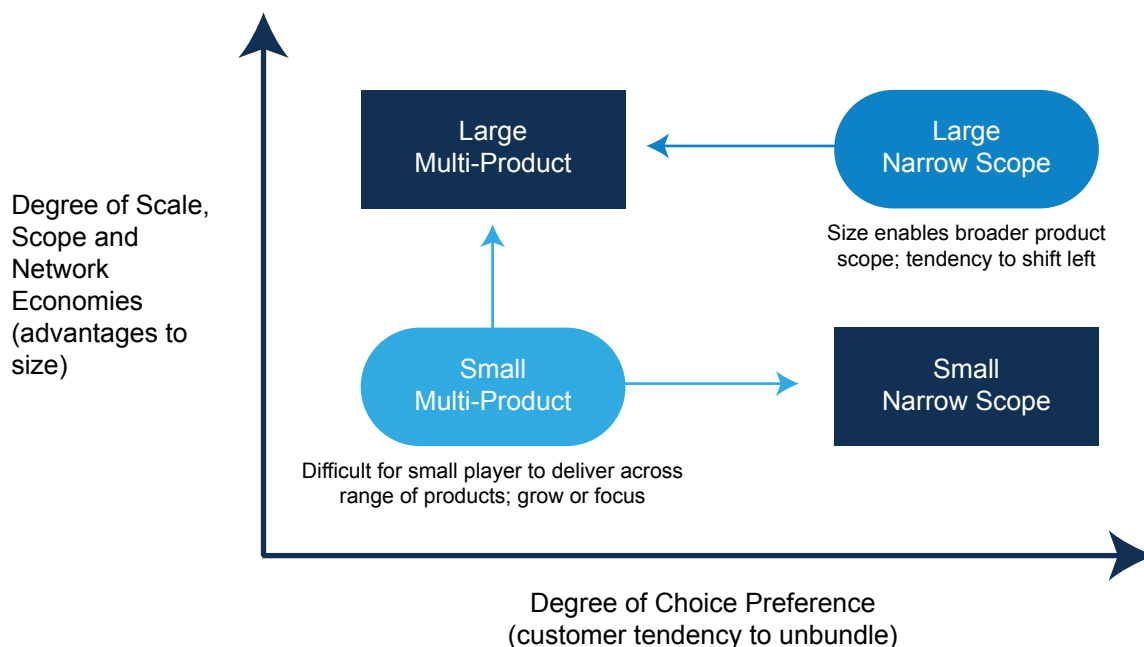 Large
Multi-Product
Large
Narrow Scope
Size enables broader product
scope; tendency to shift left
Degree of Scale,
Scope and
Network
Economies
(advantages to
size)
Small
Multi-Product
Small
Narrow Scope
Difficult for small player to deliver across
range of products; grow or focus
Degree of Choice Preference
(customer tendency to unbundle)